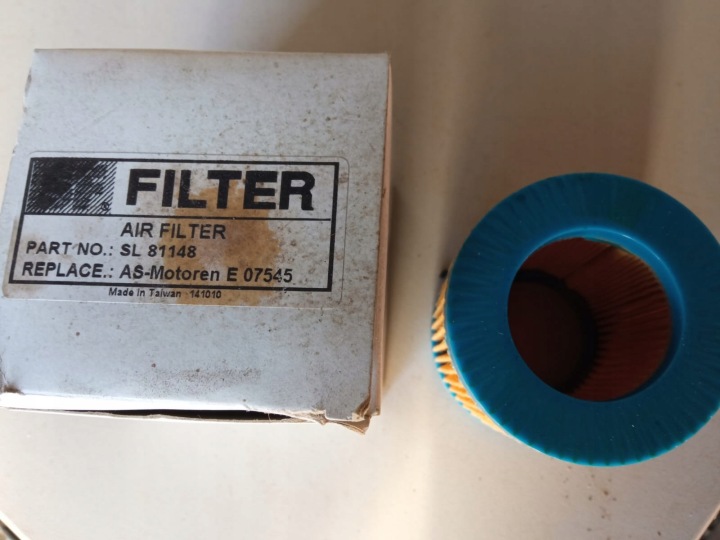 FILTER
AIR FILTER
PART NO.: SL 81148
REPLACE.: AS-Motoren E 07545
Made in Taiwan 141010